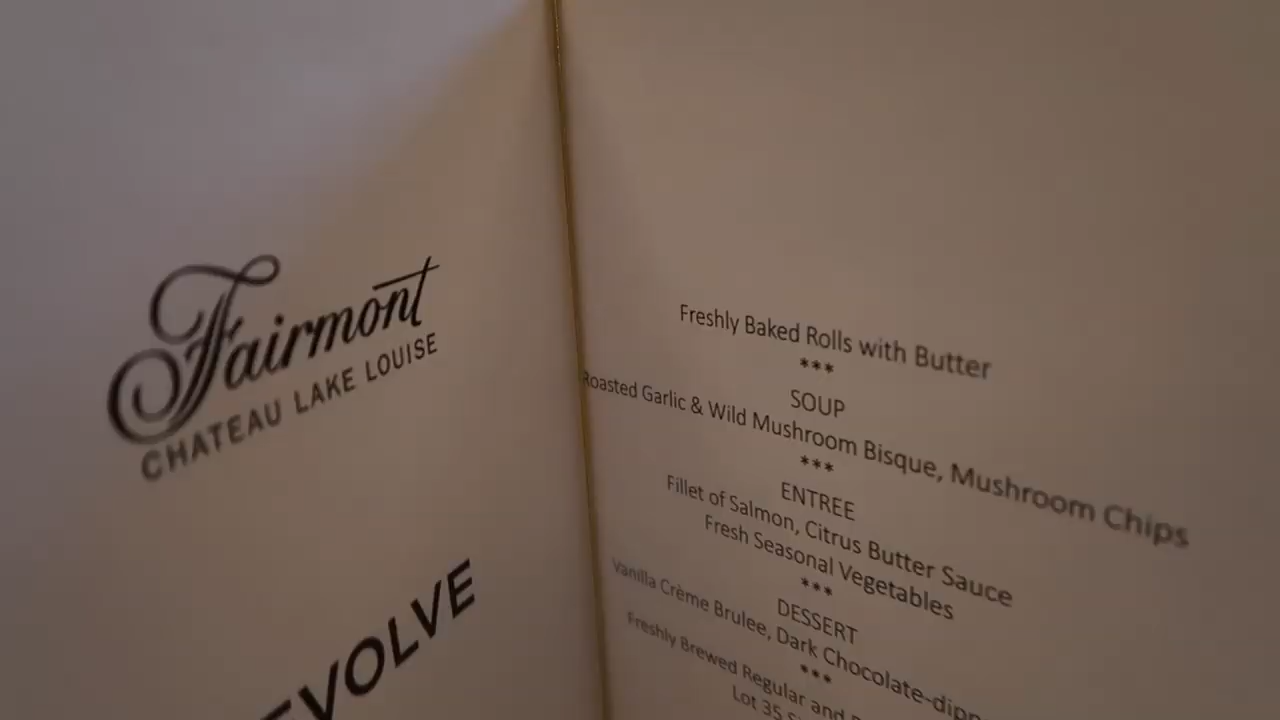 Fairmont
CHATEAU LAKE LOUISE
EVOLVE
Freshly Baked Rolls with Butter
***
SOUP
Roasted Garlic & Wild Mushroom Bisque, Mushroom Chips
***
ENTREE
Fillet of Salmon, Citrus Butter Sauce
Fresh Seasonal Vegetables
***
DESSERT
Vanilla Crème Brulee, Dark Chocolate-dipp
***
Freshly Brewed Regular and
Lot 35